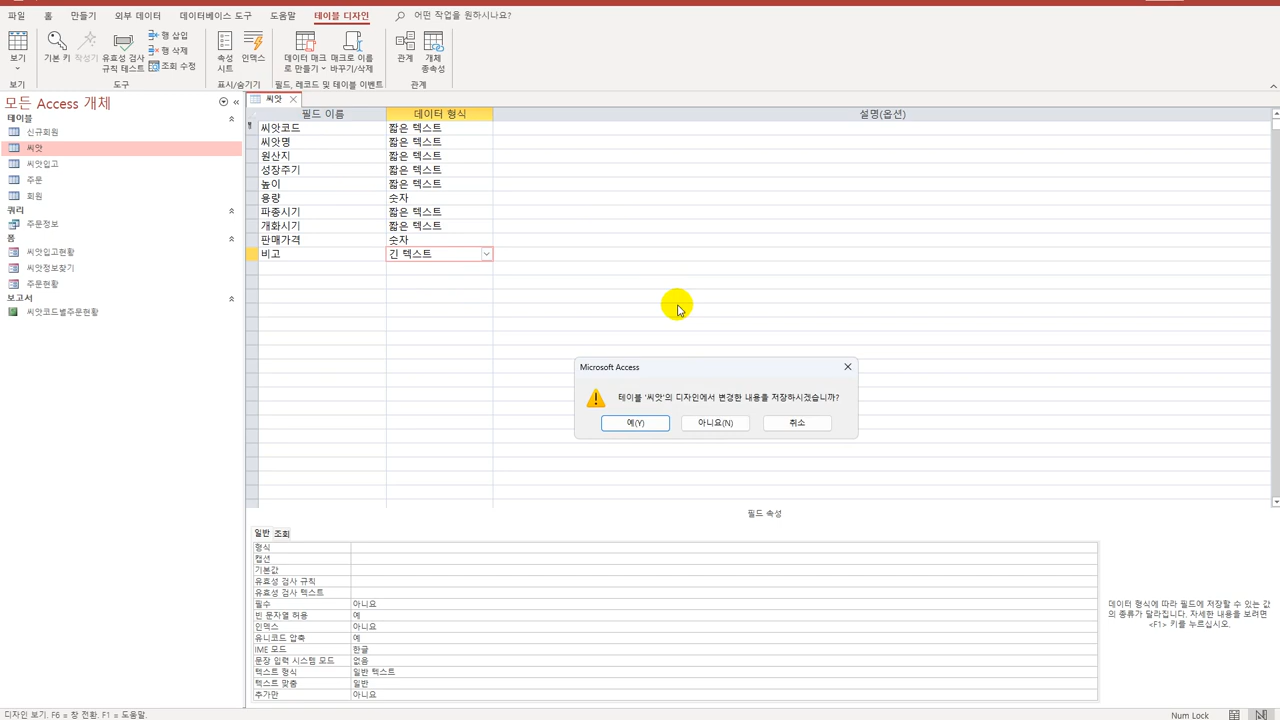 파일 홈 만들기 외부 데이터 데이터베이스 도구 도움말 테이블 디자인 어떤 작업을 원하시나요?
보기 기본 키 작성기 유효성 검사 규칙 테스트 행 삽입 행 삭제 조회 수정 속성 시트 인덱스 데이터 매크로 만들기 매크로 이름 바꾸기/삭제 관계 개체 종속성
보기 도구 표시/숨기기 필드, 레코드 및 테이블 이벤트 관계
모든 Access 개체
테이블
신규회원
씨앗
씨앗입고
주문
회원
쿼리
주문정보
폼
씨앗입고현황
씨앗정보찾기
주문현황
보고서
씨앗코드별주문현황
씨앗
필드 이름 데이터 형식 설명(옵션)
씨앗코드 짧은 텍스트
씨앗명 짧은 텍스트
원산지 짧은 텍스트
성장주기 짧은 텍스트
높이 짧은 텍스트
용량 숫자
파종시기 짧은 텍스트
개화시기 짧은 텍스트
판매가격 숫자
비고 긴 텍스트
Microsoft Access
테이블 '씨앗'의 디자인에서 변경한 내용을 저장하시겠습니까?
예(Y) 아니요(N) 취소
필드 속성
일반 조회
형식
캡션
기본값
유효성 검사 규칙
유효성 검사 텍스트
필수 아니요
빈 문자열 허용 예
인덱스 아니요
유니코드 압축 예
IME 모드 한글
문장 입력 시스템 모드 없음
텍스트 형식 일반 텍스트
텍스트 맞춤 일반
추가만 아니요
데이터 형식에 따라 필드에 저장할 수 있는 값
의 종류가 달라집니다. 자세한 내용을 보려면
<F1> 키를 누르십시오.
디자인 보기. F6 = 창 전환. F1 = 도움말. Num Lock